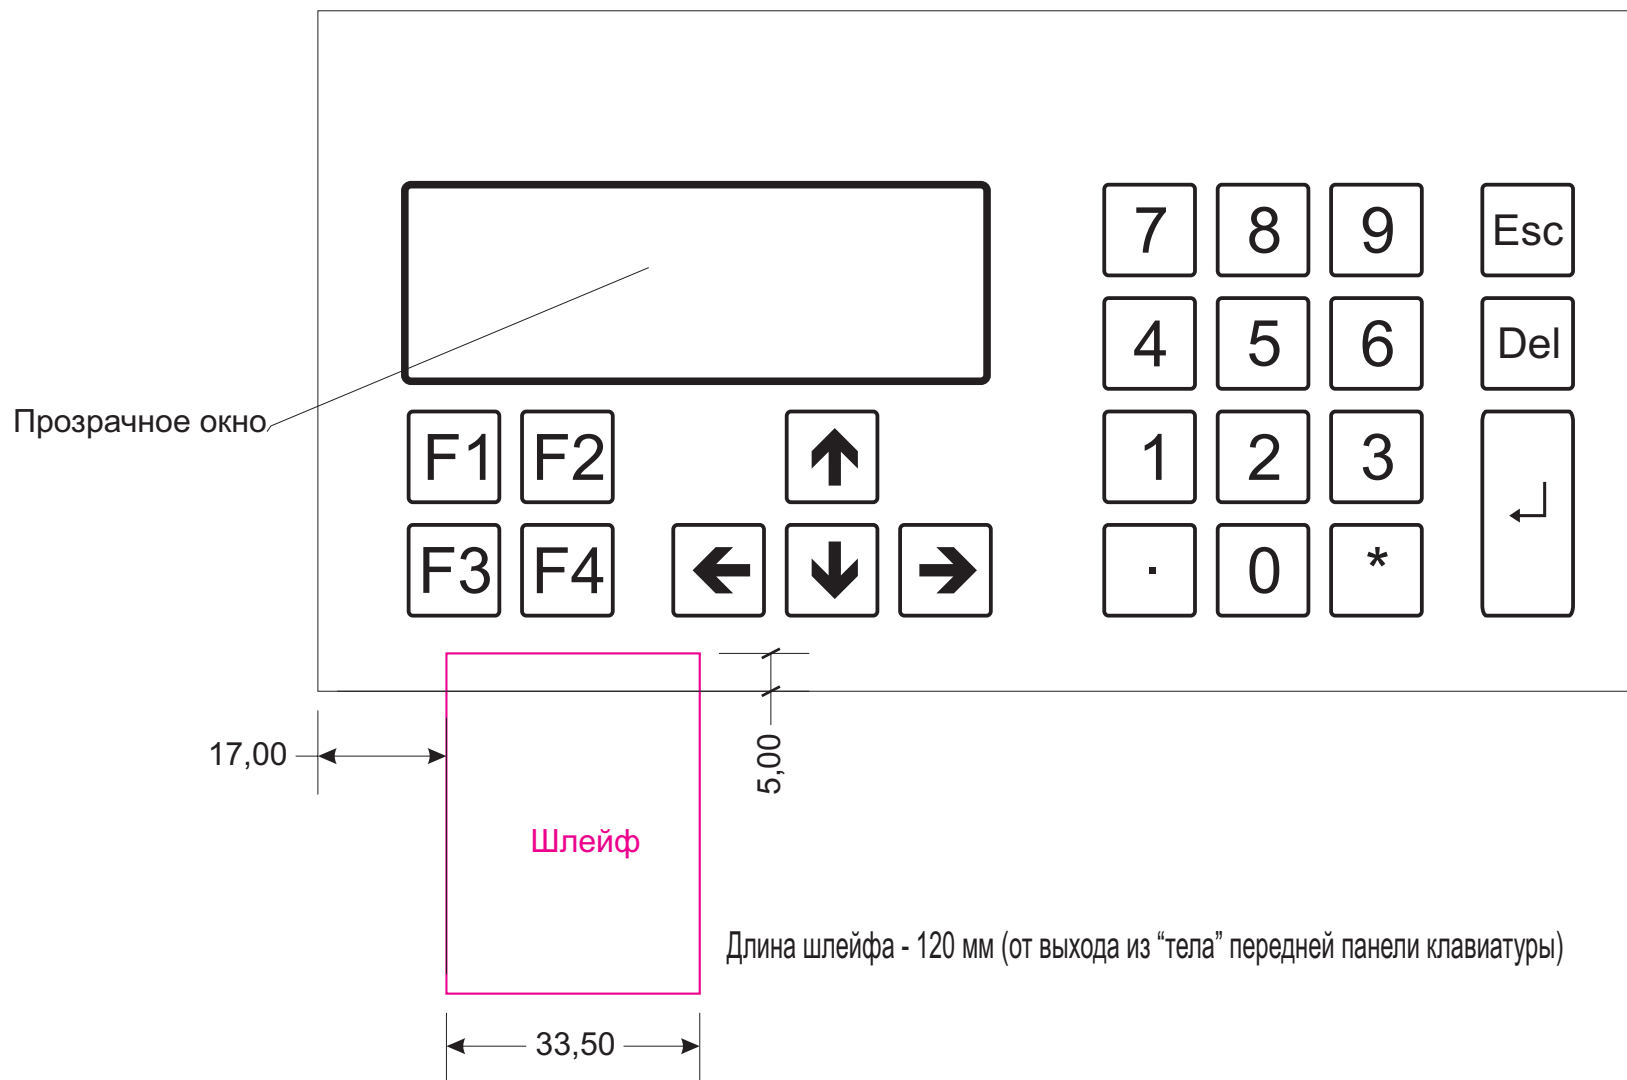 7 8 9 Esc
4 5 6 Del
Прозрачное окно
F1 F2 1 2 3
F3 F4 . 0 *
17,00
5,00
Шлейф
Длина шлейфа - 120 мм (от выхода из “тела” передней панели клавиатуры)
33,50